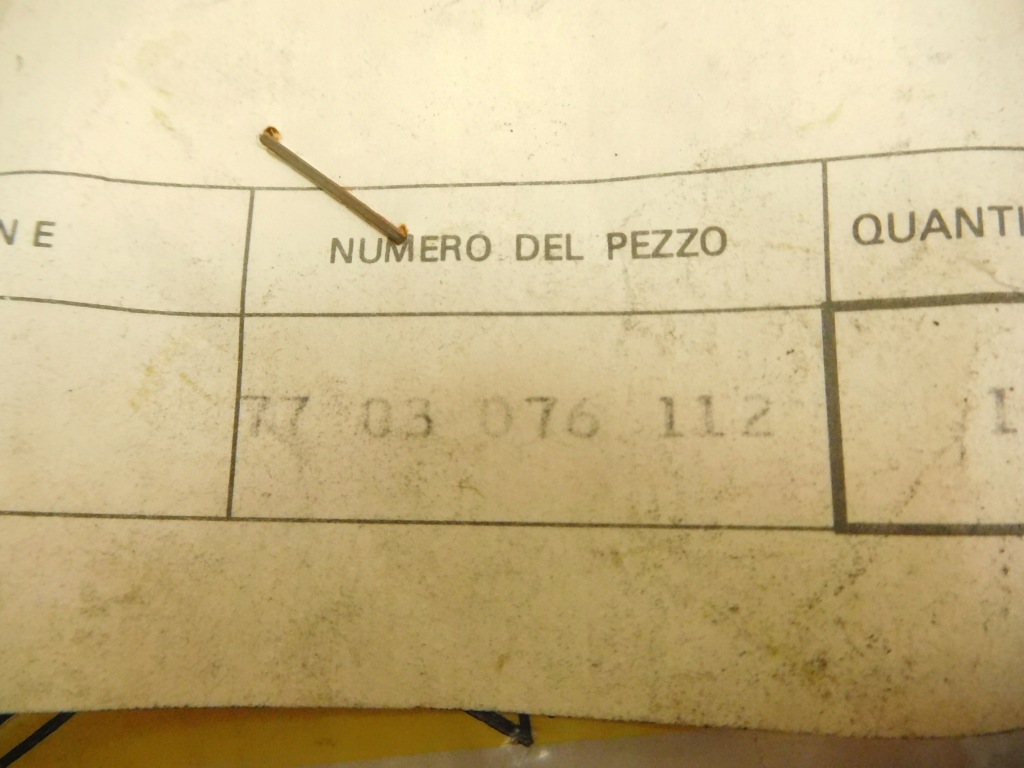 NE NUMERO DEL PEZZO QUANTI
77 03 076 112 1